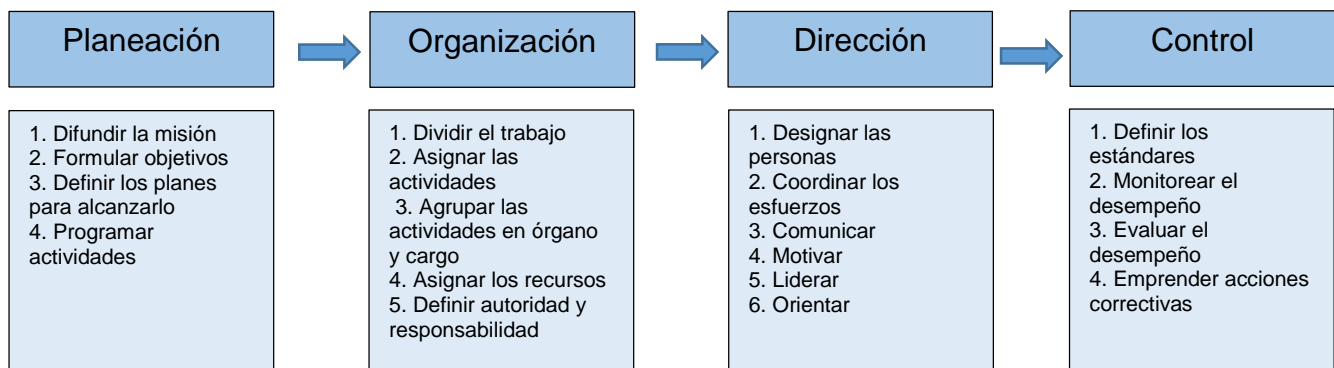 Planeación
Organización
Dirección
Control
1. Difundir la misión
2. Formular objetivos
3. Definir los planes
para alcanzarlo
4. Programar
actividades
1. Dividir el trabajo
2. Asignar las
actividades
3. Agrupar las
actividades en órgano
y cargo
4. Asignar los recursos
5. Definir autoridad y
responsabilidad
1. Designar las
personas
2. Coordinar los
esfuerzos
3. Comunicar
4. Motivar
5. Liderar
6. Orientar
1. Definir los
estándares
2. Monitorear el
desempeño
3. Evaluar el
desempeño
4. Emprender acciones
correctivas